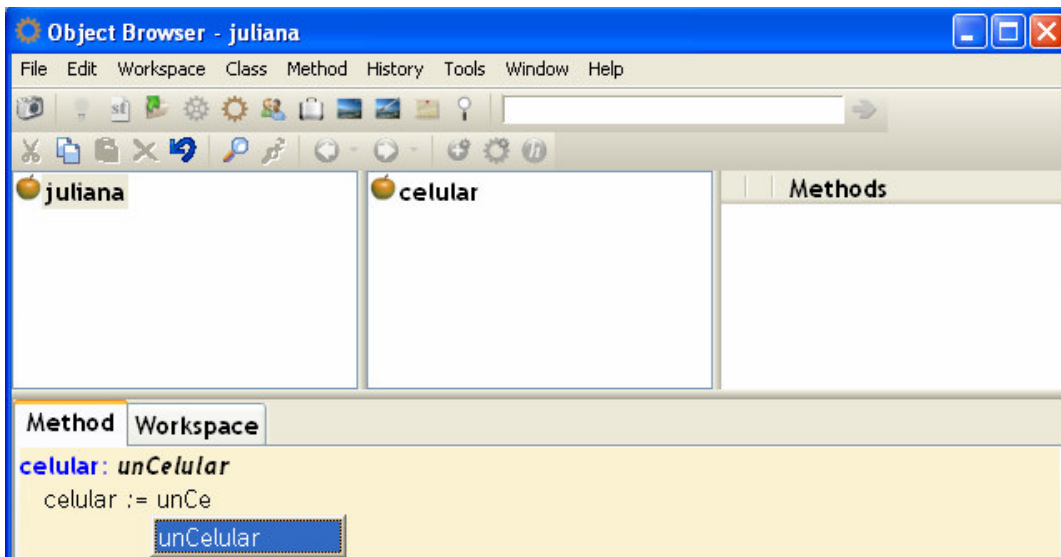 Object Browser - juliana
File Edit Workspace Class Method History Tools Window Help
st
juliana
celular
Methods
Method Workspace
celular: unCelular
celular := unCe
unCelular